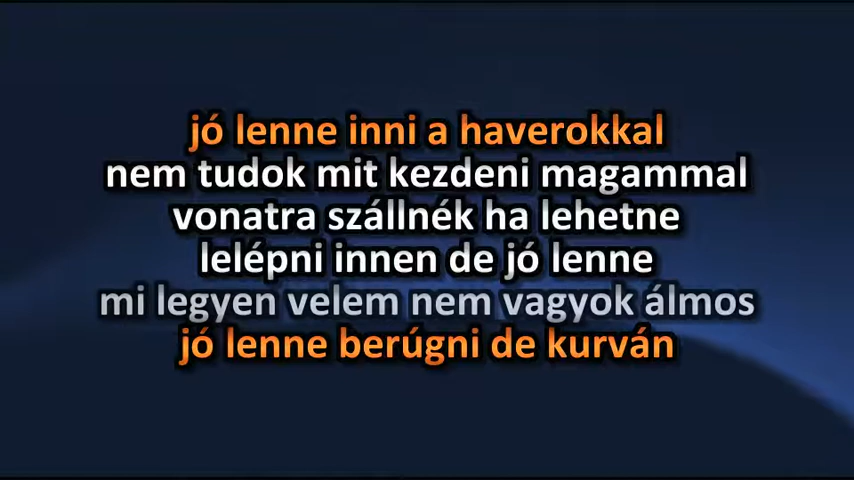 jó lenne inni a haverokkal
nem tudok mit kezdeni magammal
vonatra szállnék ha lehetne
lelépni innen de jó lenne
mi legyen velem nem vagyok álmos
jó lenne berúgni de kurván